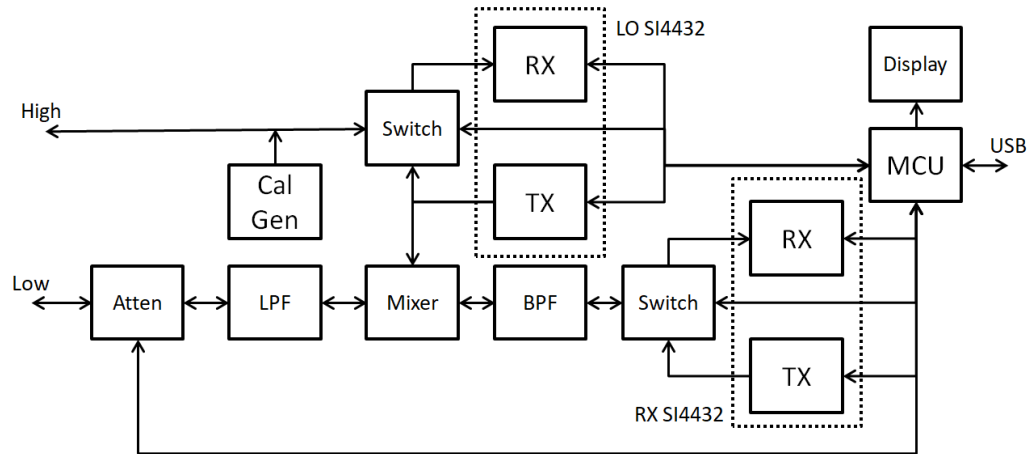 LO SI4432
RX
Display
High
Switch
USB
MCU
Cal
Gen
TX
RX
Low
Atten
LPF
Mixer
BPF
Switch
TX
RX SI4432